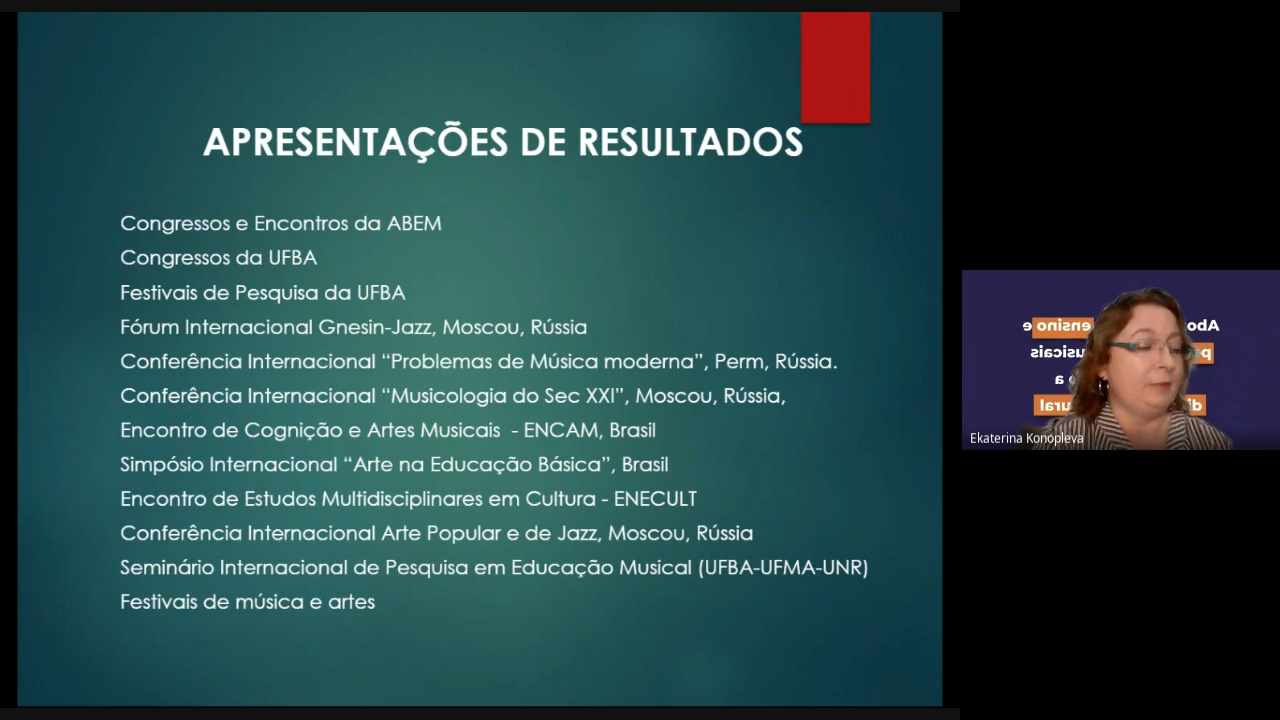 APRESENTAÇÕES DE RESULTADOS
Congressos e Encontros da ABEM
Congressos da UFBA
Festivais de Pesquisa da UFBA
Fórum Internacional Gnesin-Jazz, Moscou, Rússia
Conferência Internacional “Problemas de Música moderna”, Perm, Rússia.
Conferência Internacional “Musicologia do Sec XXI”, Moscou, Rússia,
Encontro de Cognição e Artes Musicais - ENCAM, Brasil
Simpósio Internacional “Arte na Educação Básica”, Brasil
Encontro de Estudos Multidisciplinares em Cultura - ENECULT
Conferência Internacional Arte Popular e de Jazz, Moscou, Rússia
Seminário Internacional de Pesquisa em Educação Musical (UFBA-UFMA-UNR)
Festivais de música e artes
ensino e
a
Ekaterina Konopleva